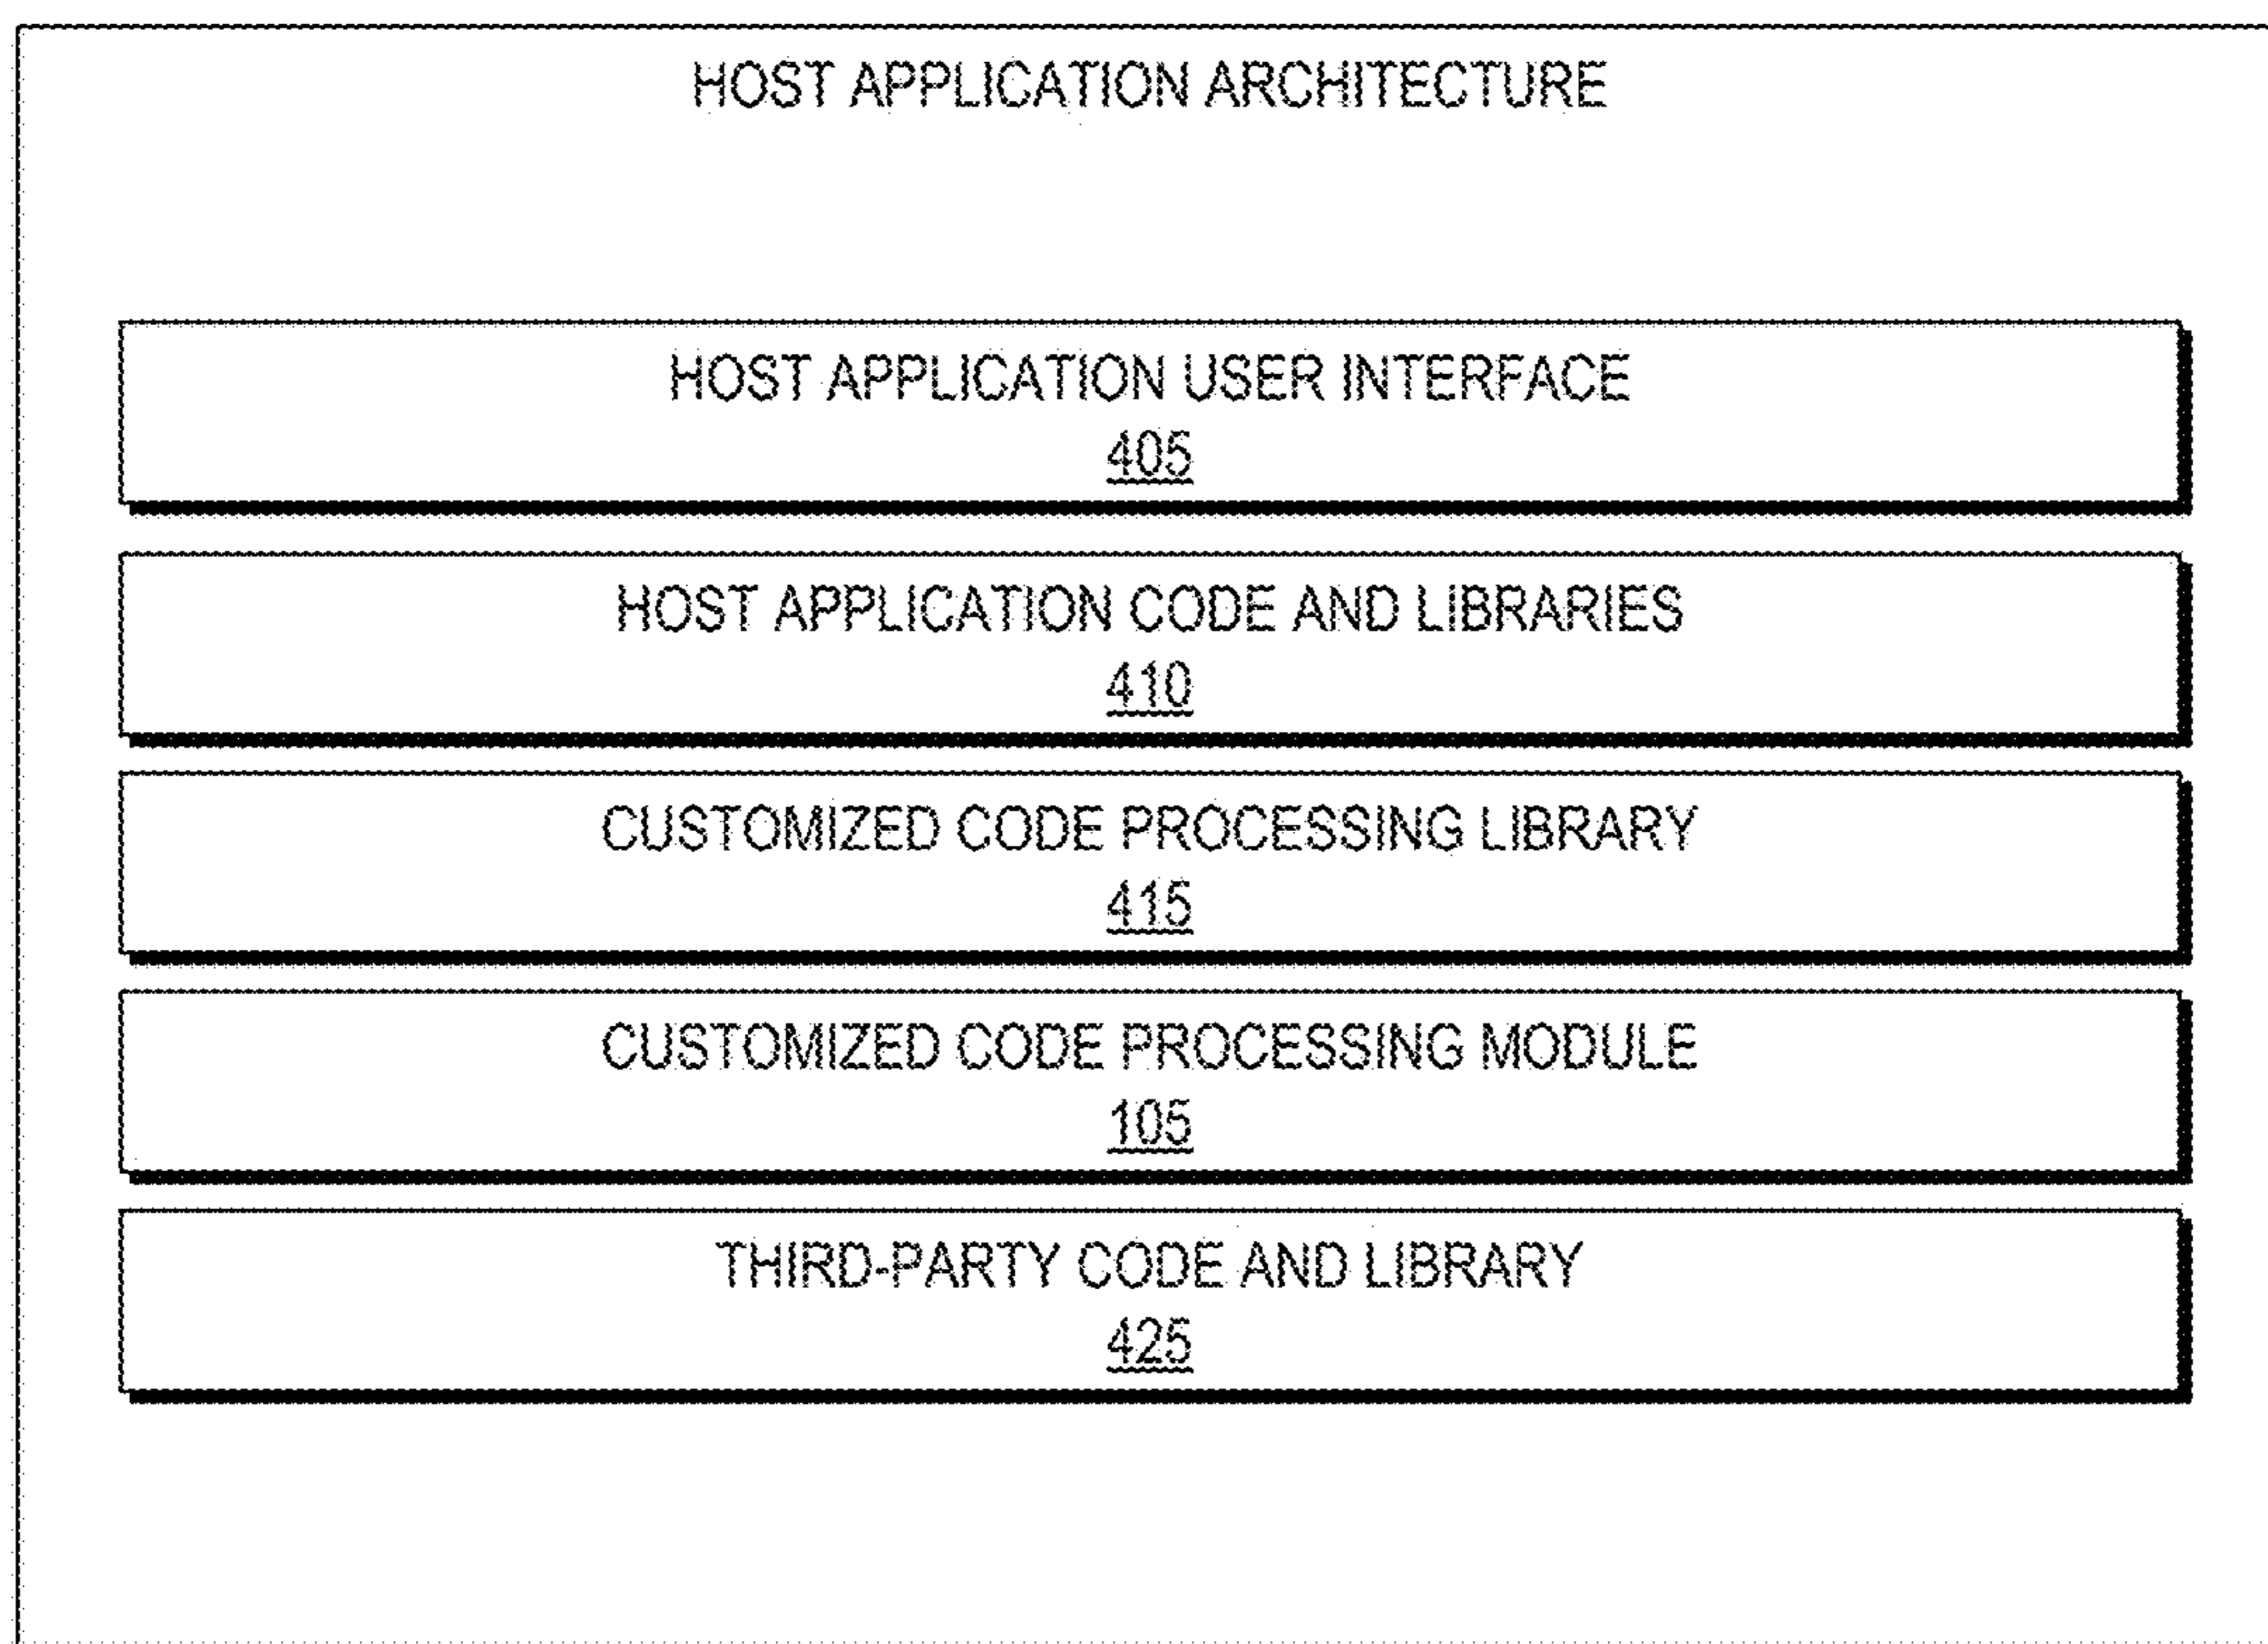 HOST APPLICATION ARCHITECTURE
HOST APPLICATION USER INTERFACE
405
HOST APPLICATION CODE AND LIBRARIES
410
CUSTOMIZED CODE PROCESSING LIBRARY
415
CUSTOMIZED CODE PROCESSING MODULE
105
THIRD-PARTY CODE AND LIBRARY
425